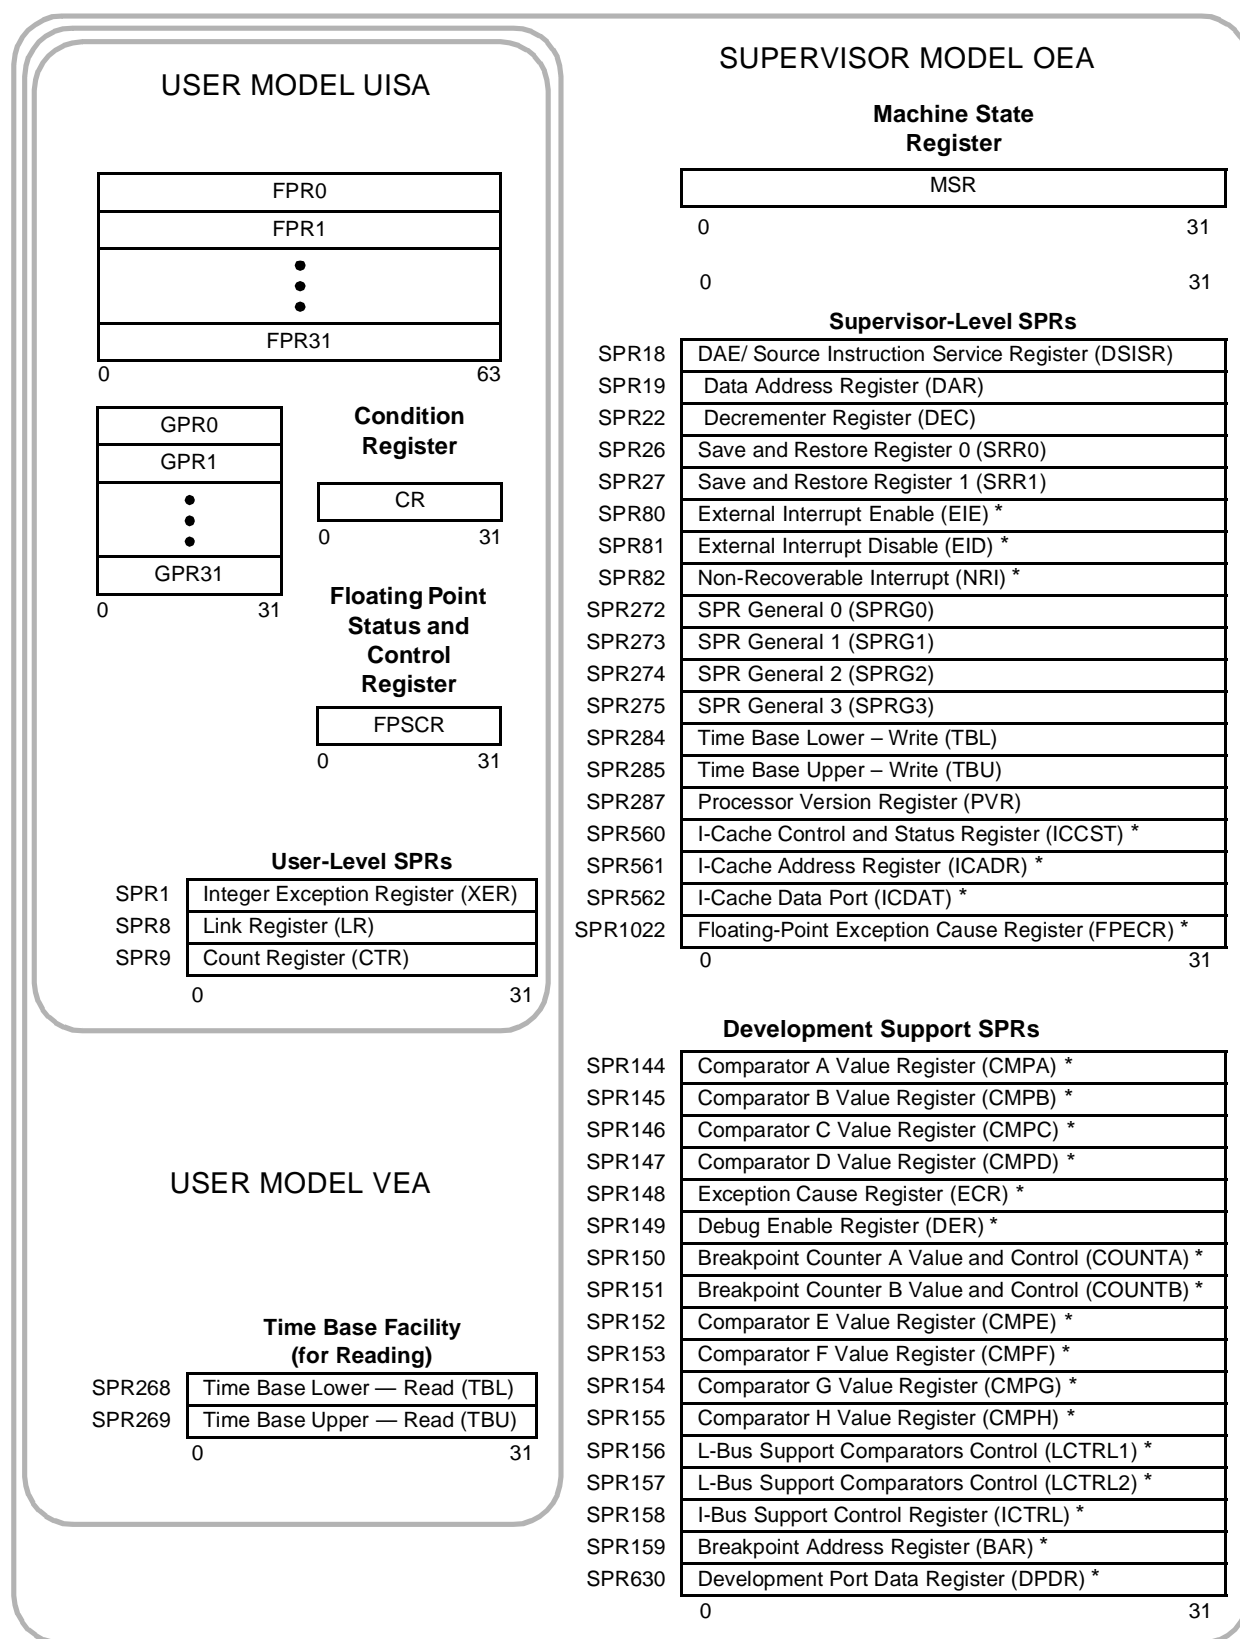 USER MODEL UISA
FPR0
FPR1
FPR31
0 63
GPR0
GPR1
GPR31
0 31
Condition
Register
CR
0 31
Floating Point
Status and
Control
Register
FPSCR
0 31
User-Level SPRs
SPR1 Integer Exception Register (XER)
SPR8 Link Register (LR)
SPR9 Count Register (CTR)
0 31
USER MODEL VEA
Time Base Facility
(for Reading)
SPR268 Time Base Lower — Read (TBL)
SPR269 Time Base Upper — Read (TBU)
0 31
SUPERVISOR MODEL OEA
Machine State
Register
MSR
0 31
0 31
Supervisor-Level SPRs
SPR18 DAE/ Source Instruction Service Register (DSISR)
SPR19 Data Address Register (DAR)
SPR22 Decrementer Register (DEC)
SPR26 Save and Restore Register 0 (SRR0)
SPR27 Save and Restore Register 1 (SRR1)
SPR80 External Interrupt Enable (EIE) *
SPR81 External Interrupt Disable (EID) *
SPR82 Non-Recoverable Interrupt (NRI) *
SPR272 SPR General 0 (SPRG0)
SPR273 SPR General 1 (SPRG1)
SPR274 SPR General 2 (SPRG2)
SPR275 SPR General 3 (SPRG3)
SPR284 Time Base Lower – Write (TBL)
SPR285 Time Base Upper – Write (TBU)
SPR287 Processor Version Register (PVR)
SPR560 I-Cache Control and Status Register (ICCST) *
SPR561 I-Cache Address Register (ICADR) *
SPR562 I-Cache Data Port (ICDAT) *
SPR1022 Floating-Point Exception Cause Register (FPECR) *
0 31
Development Support SPRs
SPR144 Comparator A Value Register (CMPA) *
SPR145 Comparator B Value Register (CMPB) *
SPR146 Comparator C Value Register (CMPC) *
SPR147 Comparator D Value Register (CMPD) *
SPR148 Exception Cause Register (ECR) *
SPR149 Debug Enable Register (DER) *
SPR150 Breakpoint Counter A Value and Control (COUNTA) *
SPR151 Breakpoint Counter B Value and Control (COUNTB) *
SPR152 Comparator E Value Register (CMPE) *
SPR153 Comparator F Value Register (CMPF) *
SPR154 Comparator G Value Register (CMPG) *
SPR155 Comparator H Value Register (CMPH) *
SPR156 L-Bus Support Comparators Control (LCTRL1) *
SPR157 L-Bus Support Comparators Control (LCTRL2) *
SPR158 I-Bus Support Control Register (ICTRL) *
SPR159 Breakpoint Address Register (BAR) *
SPR630 Development Port Data Register (DPDR) *
0 31